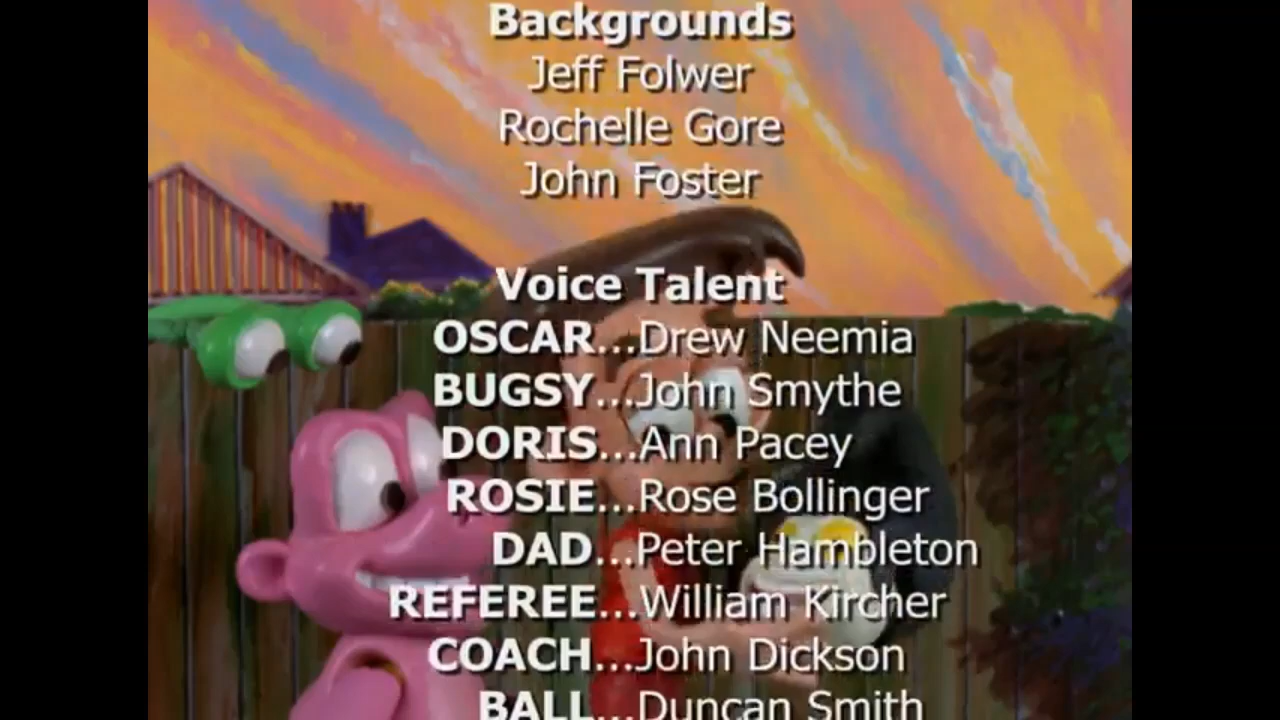 Backgrounds
Jeff Folwer
Rochelle Gore
John Foster
Voice Talent
OSCAR...Drew Neemia
BUGSY...John Smythe
DORIS...Ann Pacey
ROSIE...Rose Bollinger
DAD...Peter Hambleton
REFEREE...William Kircher
COACH...John Dickson
BALL...Duncan Smith